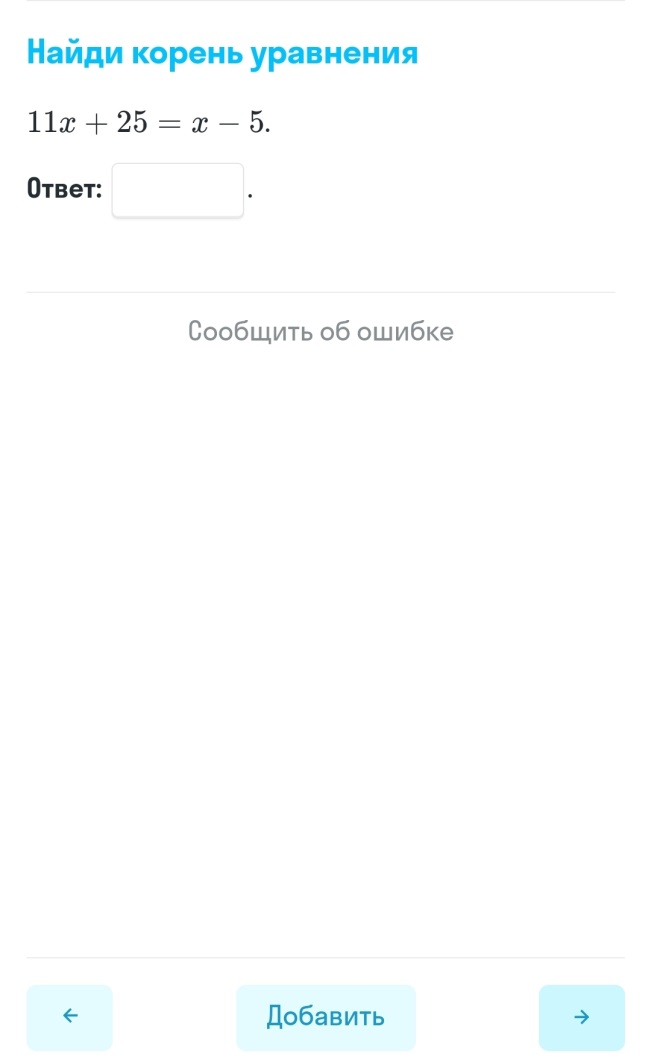 Найди корень уравнения
11x + 25 = x − 5.
Ответ: .
Сообщить об ошибке
← Добавить →